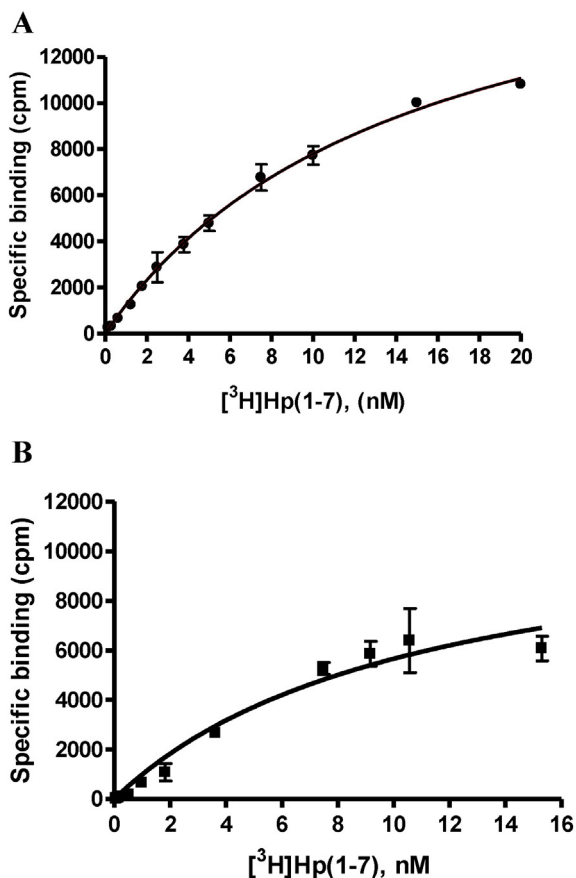 A
12000
10000
8000
6000
4000
2000
0
Specific binding (cpm)
0 2 4 6 8 10 12 14 16 18 20
[³H]Hp(1-7), (nM)
B
12000
10000
8000
6000
4000
2000
0
Specific binding (cpm)
0 2 4 6 8 10 12 14 16
[³H]Hp(1-7), nM